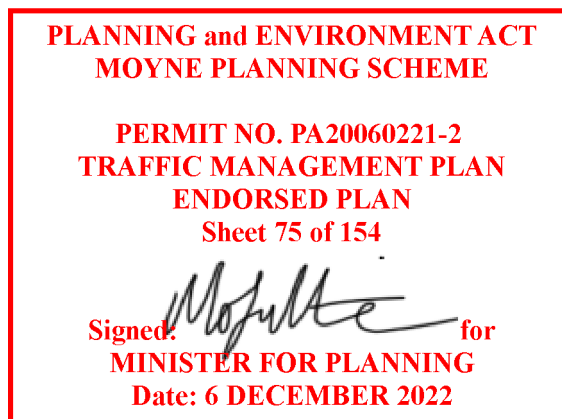 PLANNING and ENVIRONMENT ACT
MOYNE PLANNING SCHEME
PERMIT NO. PA20060221-2
TRAFFIC MANAGEMENT PLAN
ENDORSED PLAN
Sheet 75 of 154
Signed: for
MINISTER FOR PLANNING
Date: 6 DECEMBER 2022